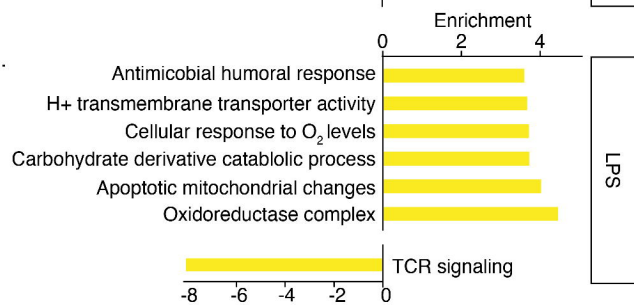 Enrichment
0 2 4
Antimicobial humoral response
H+ transmembrane transporter activity
Cellular response to O2 levels
Carbohydrate derivative catablolic process
Apoptotic mitochondrial changes
Oxidoreductase complex
LPS
TCR signaling
-8 -6 -4 -2 0